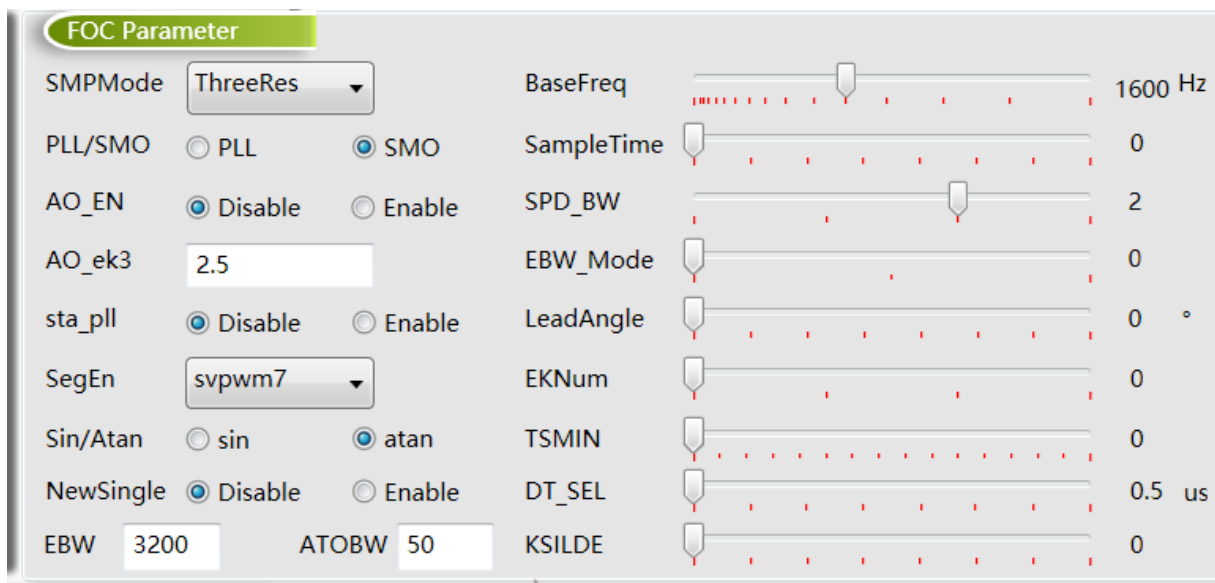 FOC Parameter
SMPMode ThreeRes BaseFreq 1600 Hz
PLL/SMO PLL SMO SampleTime 0
AO_EN Disable Enable SPD_BW 2
AO_ek3 2.5 EBW_Mode 0
sta_pll Disable Enable LeadAngle 0 °
SegEn svpwm7 EKNum 0
Sin/Atan sin atan TSMIN 0
NewSingle Disable Enable DT_SEL 0.5 us
EBW 3200 ATOBW 50 KSILDE 0